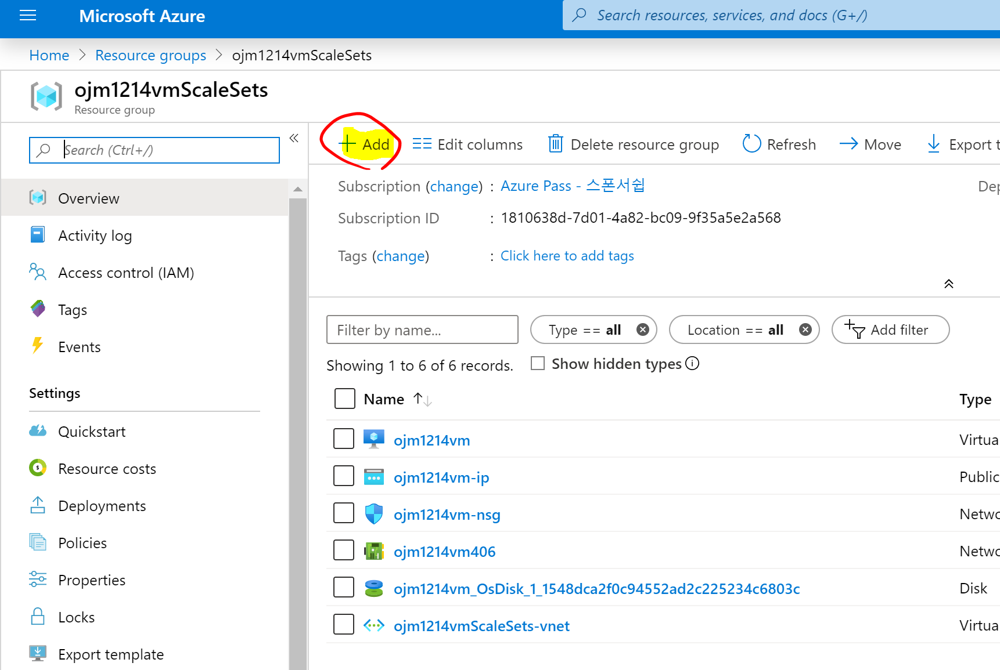 Microsoft Azure
Search resources, services, and docs (G+/)
Home > Resource groups > ojm1214vmScaleSets
ojm1214vmScaleSets
Resource group
Search (Ctrl+/)
Add
Edit columns
Delete resource group
Refresh
Move
Export t
Overview
Activity log
Access control (IAM)
Tags
Events
Settings
Quickstart
Resource costs
Deployments
Policies
Properties
Locks
Export template
Subscription (change) : Azure Pass - 스폰서쉽
Dep
Subscription ID : 1810638d-7d01-4a82-bc09-9f35a5e2a568
Tags (change) : Click here to add tags
Filter by name...
Type == all
Location == all
Add filter
Showing 1 to 6 of 6 records.
Show hidden types
Name
Type
ojm1214vm
Virtua
ojm1214vm-ip
Public
ojm1214vm-nsg
Netwo
ojm1214vm406
Netwo
ojm1214vm_OsDisk_1_1548dca2f0c94552ad2c225234c6803c
Disk
ojm1214vmScaleSets-vnet
Virtua